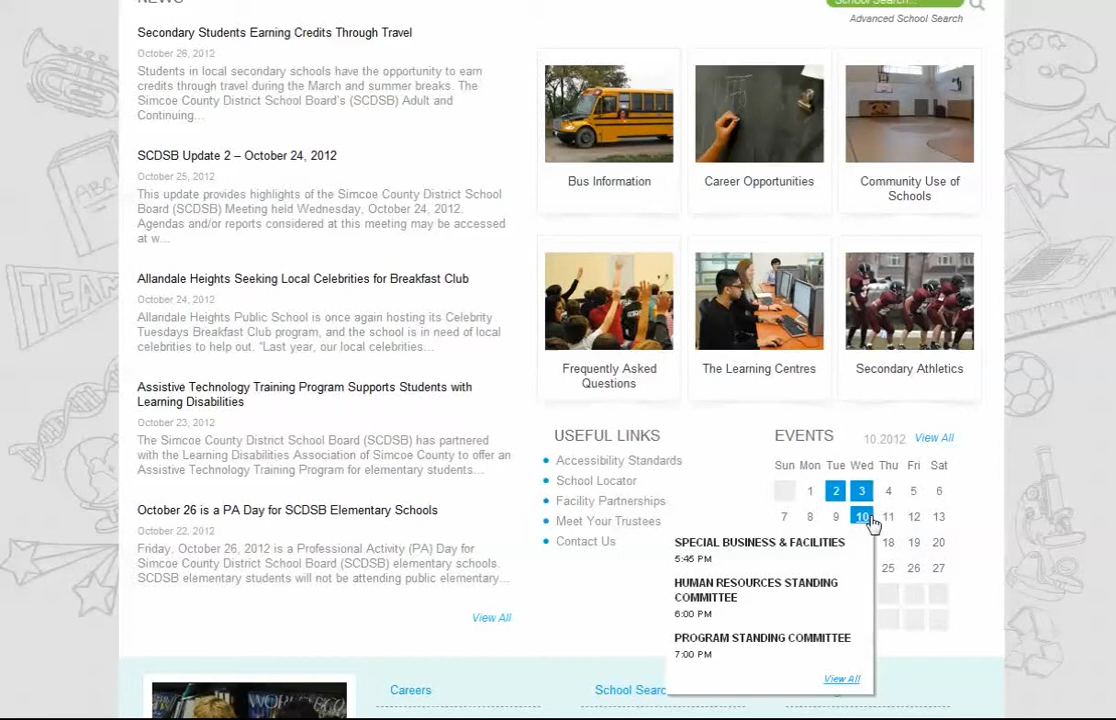 NEWS
School Search...
Advanced School Search
Secondary Students Earning Credits Through Travel
October 26, 2012
Students in local secondary schools have the opportunity to earn
credits through travel during the March and summer breaks. The
Simcoe County District School Board's (SCDSB) Adult and
Continuing...
SCDSB Update 2 – October 24, 2012
October 25, 2012
This update provides highlights of the Simcoe County District School
Board (SCDSB) Meeting held Wednesday, October 24, 2012.
Agendas and/or reports considered at this meeting may be accessed
at w...
Allandale Heights Seeking Local Celebrities for Breakfast Club
October 24, 2012
Allandale Heights Public School is once again hosting its Celebrity
Tuesdays Breakfast Club program, and the school is in need of local
celebrities to help out. "Last year, our local celebrities...
Assistive Technology Training Program Supports Students with
Learning Disabilities
October 23, 2012
The Simcoe County District School Board (SCDSB) has partnered
with the Learning Disabilities Association of Simcoe County to offer an
Assistive Technology Training Program for elementary students...
October 26 is a PA Day for SCDSB Elementary Schools
October 22, 2012
Friday, October 26, 2012 is a Professional Activity (PA) Day for
Simcoe County District School Board (SCDSB) elementary schools.
SCDSB elementary students will not be attending public elementary...
View All
Bus Information
Career Opportunities
Community Use of
Schools
Frequently Asked
Questions
The Learning Centres
Secondary Athletics
USEFUL LINKS
Accessibility Standards
School Locator
Facility Partnerships
Meet Your Trustees
Contact Us
EVENTS 10.2012 View All
Sun Mon Tue Wed Thu Fri Sat
1 2 3 4 5 6
7 8 9 10 11 12 13
18 19 20
25 26 27
SPECIAL BUSINESS & FACILITIES
5:45 PM
HUMAN RESOURCES STANDING
COMMITTEE
6:00 PM
PROGRAM STANDING COMMITTEE
7:00 PM
View All
Careers
School Searc
ABC
TEAM